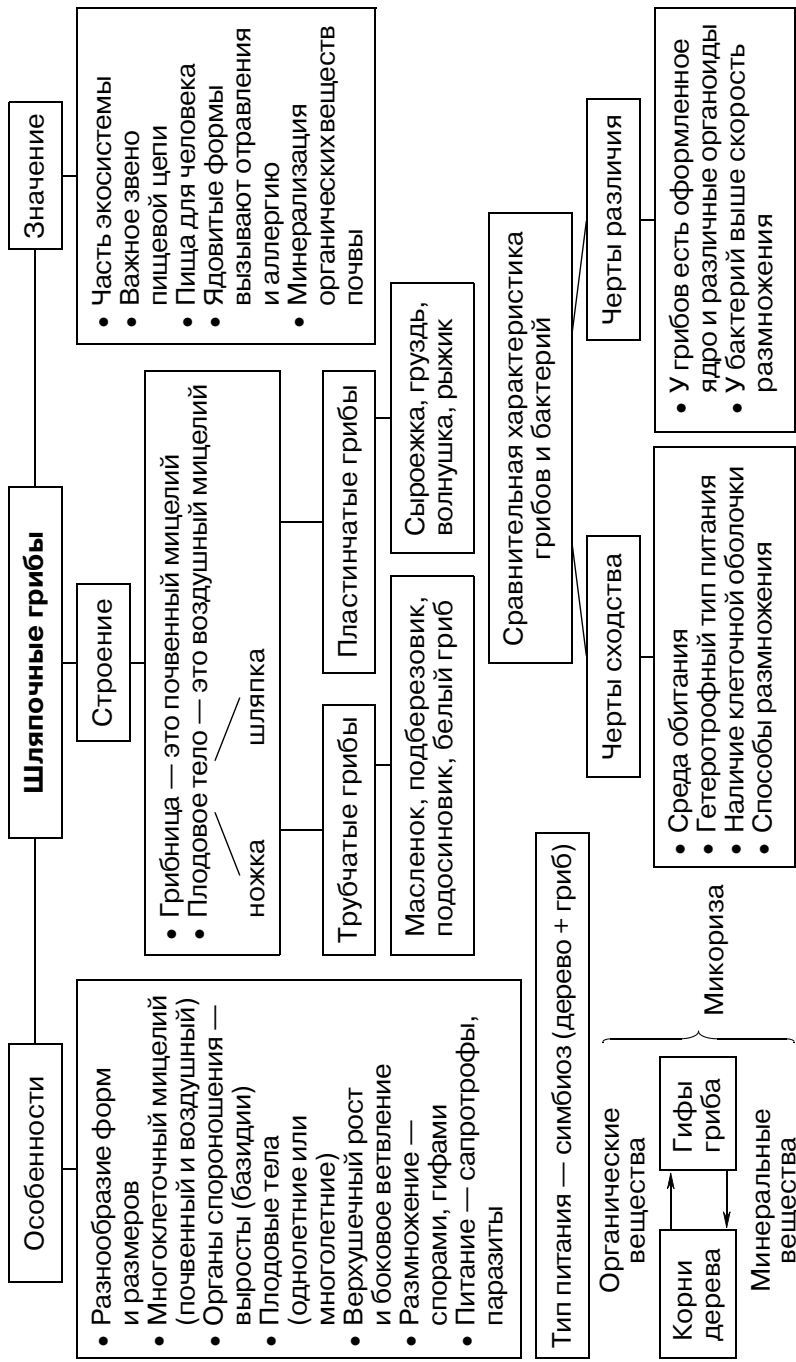 Шляпочные грибы
Особенности
• Разнообразие форм
и размеров
• Многоклеточный мицелий
(почвенный и воздушный)
• Органы спороношения —
выросты (базидии)
• Плодовые тела
(однолетние или
многолетние)
• Верхушечный рост
и боковое ветвление
• Размножение —
спорами, гифами
• Питание — сапротрофы,
паразиты
Строение
• Грибница — это почвенный мицелий
• Плодовое тело — это воздушный мицелий
ножка шляпка
Трубчатые грибы
Масленок, подберезовик,
подосиновик, белый гриб
Пластинчатые грибы
Сыроежка, груздь,
волнушка, рыжик
Значение
• Часть экосистемы
• Важное звено
пищевой цепи
• Пища для человека
• Ядовитые формы
вызывают отравления
и аллергию
• Минерализация
органическихвеществ
почвы
Тип питания — симбиоз (дерево + гриб)
Органические
вещества
Корни
дерева
Гифы
гриба
Минеральные
вещества
Микориза
Сравнительная характеристика
грибов и бактерий
Черты сходства
• Среда обитания
• Гетеротрофный тип питания
• Наличие клеточной оболочки
• Способы размножения
Черты различия
• У грибов есть оформленное
ядро и различные органоиды
• У бактерий выше скорость
размножения